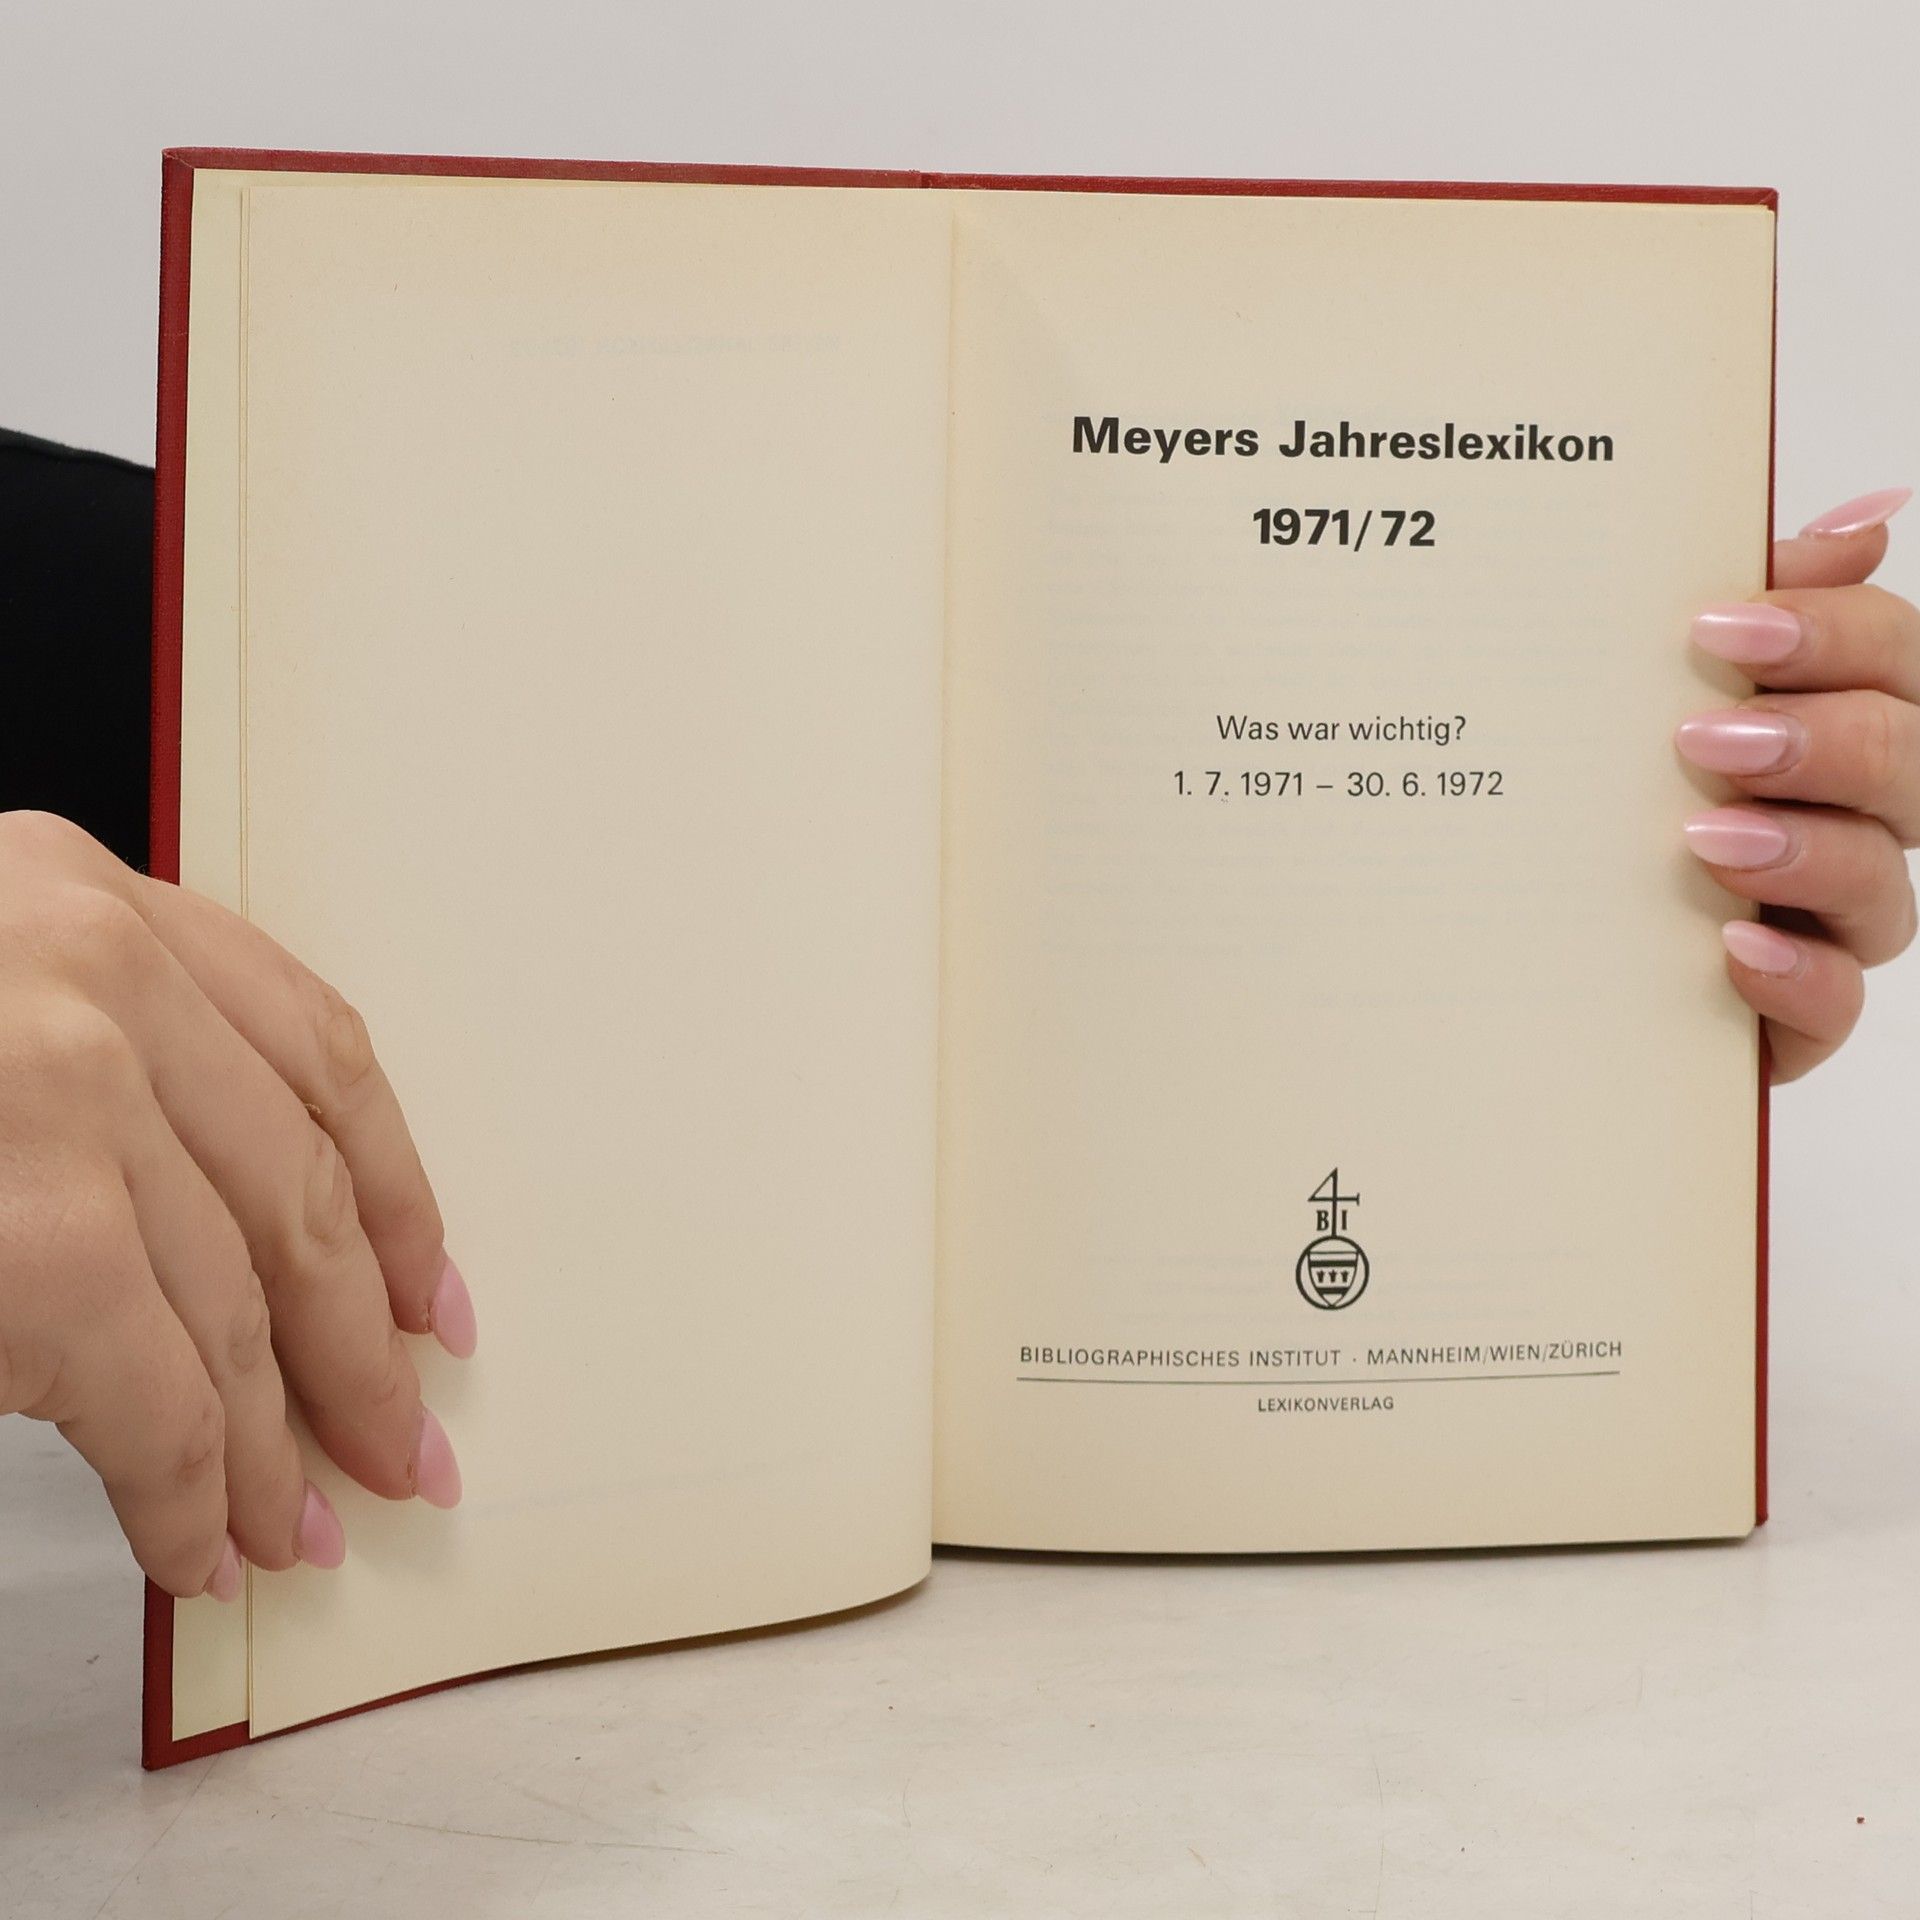 Meyers Jahreslexikon
1971/72
Was war wichtig?
1. 7. 1971 – 30. 6. 1972
B I
BIBLIOGRAPHISCHES INSTITUT · MANNHEIM/WIEN/ZÜRICH
LEXIKONVERLAG